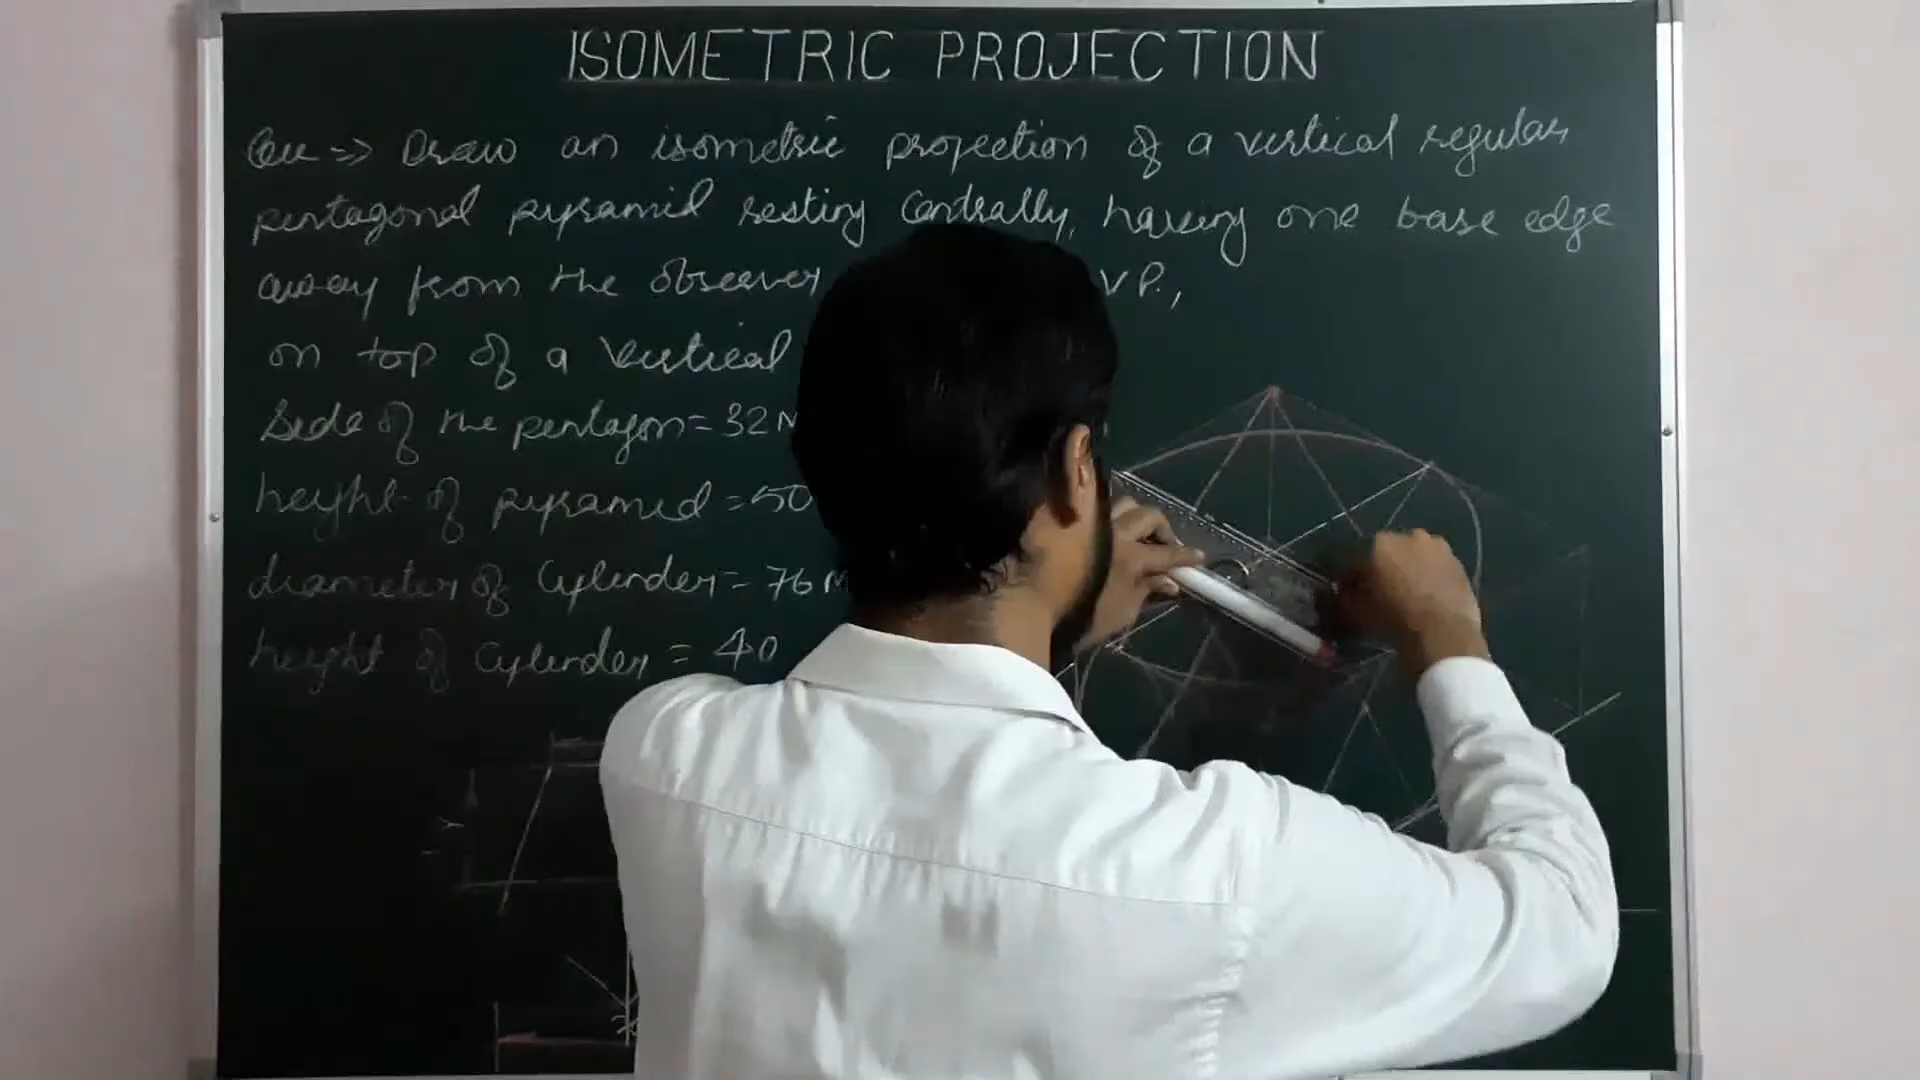 ISOMETRIC PROJECTION
Que => Draw an isometric projection of a vertical regular
pentagonal pyramid resting centrally, having one base edge
away from the observer VP.,
on top of a vertical
Side of the pentagon = 32 M
height of pyramid = 50
diameter of Cylinder = 76 M
height of Cylinder = 40